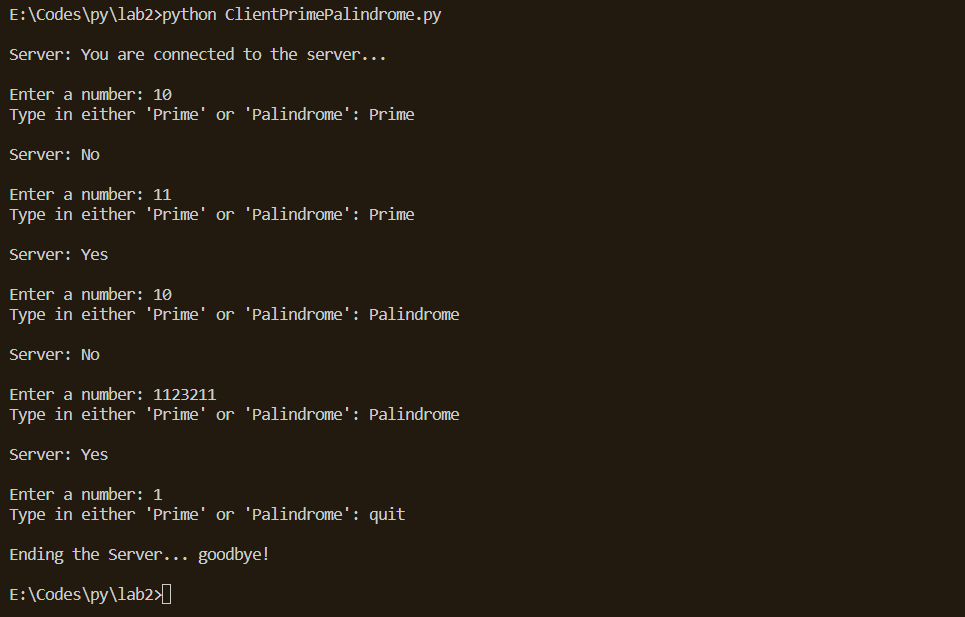 E:\Codes\py\lab2>python ClientPrimePalindrome.py
Server: You are connected to the server...
Enter a number: 10
Type in either 'Prime' or 'Palindrome': Prime
Server: No
Enter a number: 11
Type in either 'Prime' or 'Palindrome': Prime
Server: Yes
Enter a number: 10
Type in either 'Prime' or 'Palindrome': Palindrome
Server: No
Enter a number: 1123211
Type in either 'Prime' or 'Palindrome': Palindrome
Server: Yes
Enter a number: 1
Type in either 'Prime' or 'Palindrome': quit
Ending the Server... goodbye!
E:\Codes\py\lab2>